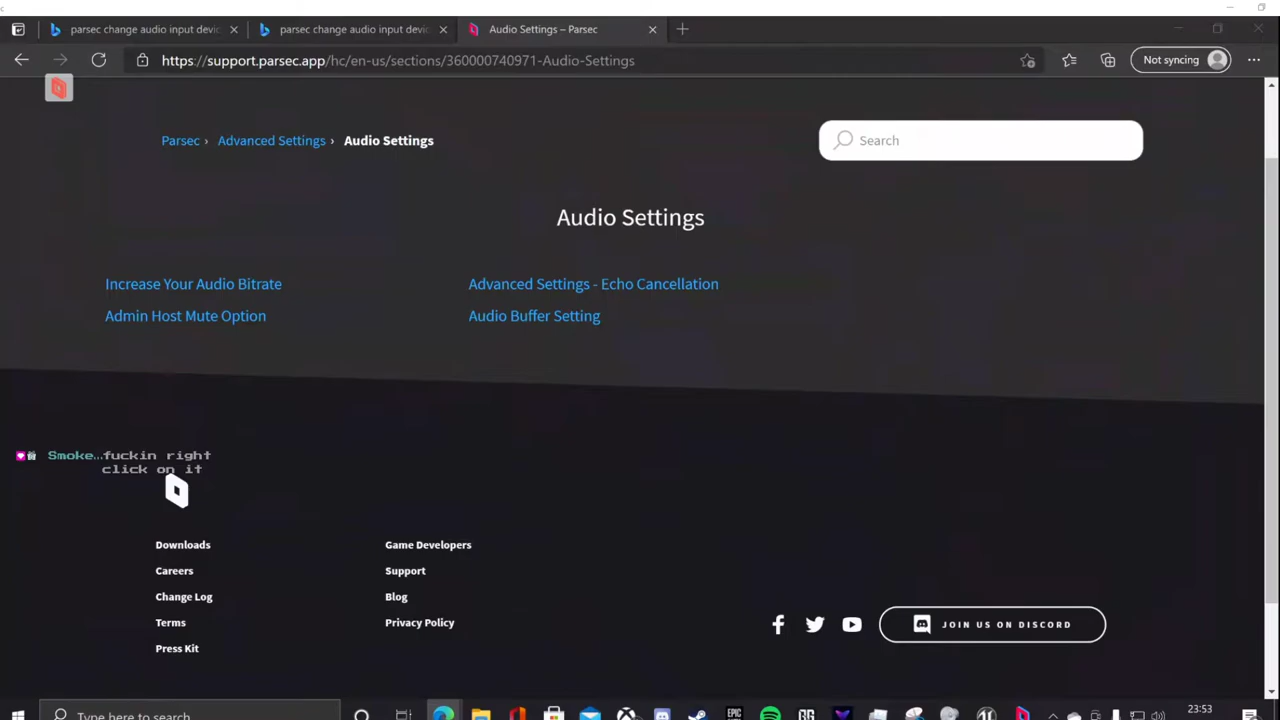 parsec change audio input devic
parsec change audio input devic
Audio Settings – Parsec
https://support.parsec.app/hc/en-us/sections/360000740971-Audio-Settings
Not syncing
Parsec › Advanced Settings › Audio Settings
Search
Audio Settings
Increase Your Audio Bitrate
Advanced Settings - Echo Cancellation
Admin Host Mute Option
Audio Buffer Setting
Smoke...fuckin right
click on it
Downloads
Game Developers
Careers
Support
Change Log
Blog
Terms
Privacy Policy
Press Kit
JOIN US ON DISCORD
Type here to search
EPIC
23:53